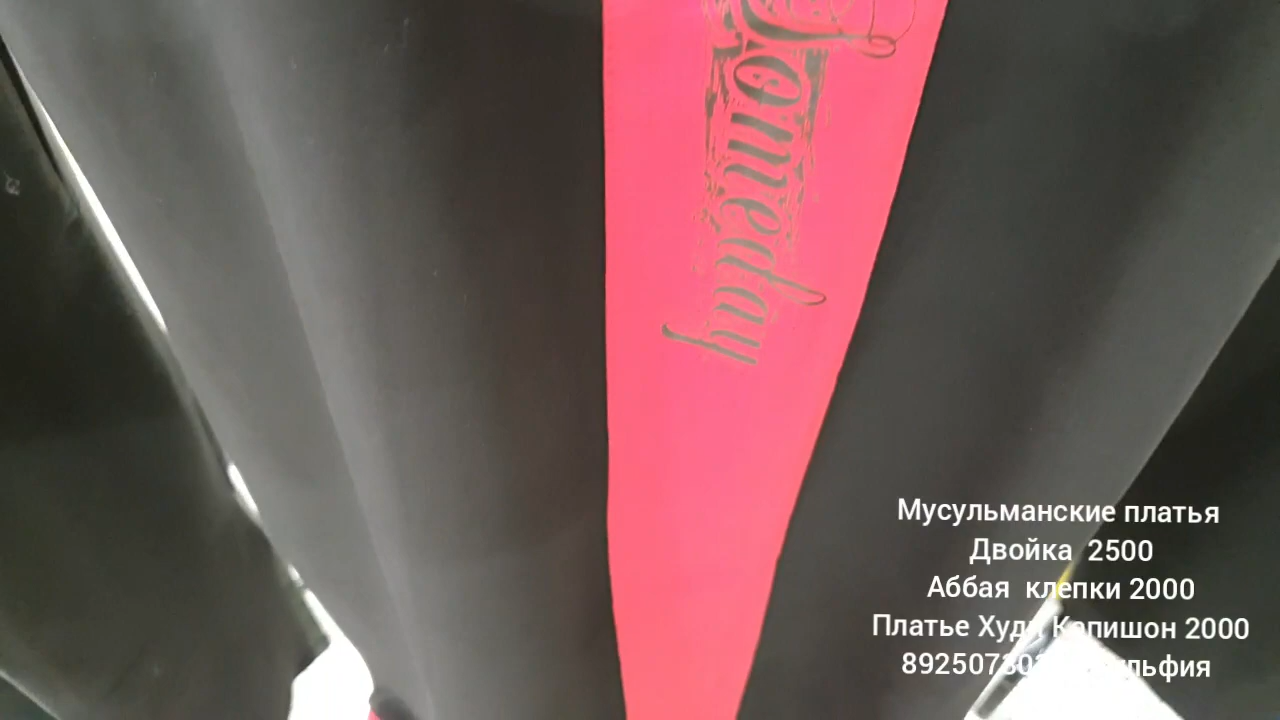 Someday
Мусульманские платья
Двойка 2500
Аббая клепки 2000
Платье Худи Капишон 2000